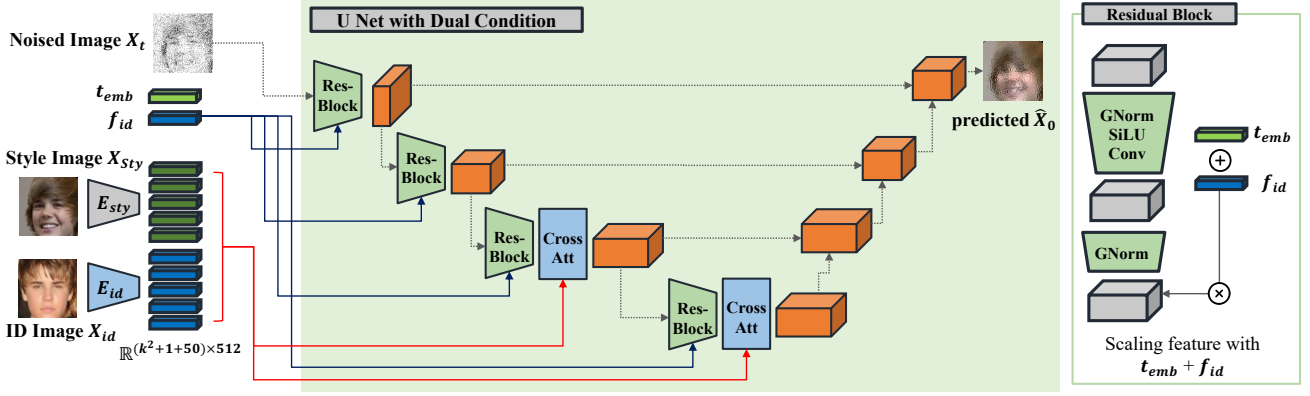 U Net with Dual Condition
Noised Image X_t
t_emb
f_id
Style Image X_Sty
E_sty
E_id
ID Image X_id
ℝ^(k²+1+50)×512
Res-
Block
Res-
Block
Res-
Block
Cross
Att
Res-
Block
Cross
Att
predicted X̂_0
Residual Block
GNorm
SiLU
Conv
t_emb
+
f_id
GNorm
×
Scaling feature with
t_emb + f_id